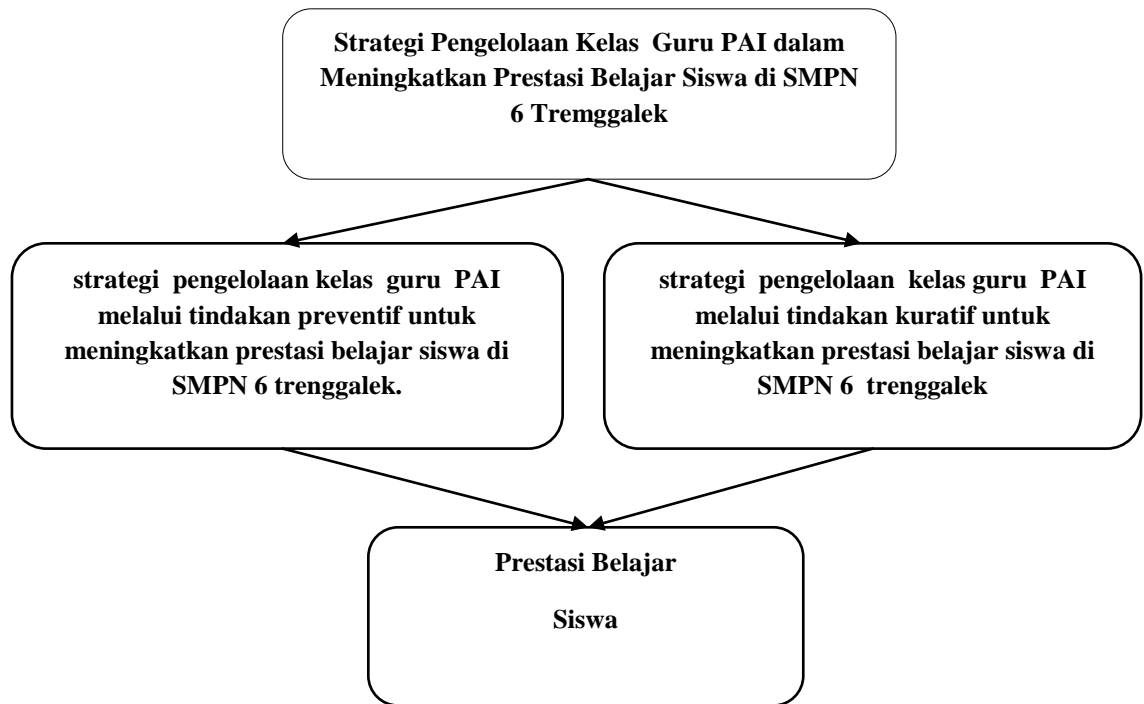 Strategi Pengelolaan Kelas Guru PAI dalam
Meningkatkan Prestasi Belajar Siswa di SMPN
6 Tremggalek
strategi pengelolaan kelas guru PAI
melalui tindakan preventif untuk
meningkatkan prestasi belajar siswa di
SMPN 6 trenggalek.
strategi pengelolaan kelas guru PAI
melalui tindakan kuratif untuk
meningkatkan prestasi belajar siswa di
SMPN 6 trenggalek
Prestasi Belajar
Siswa